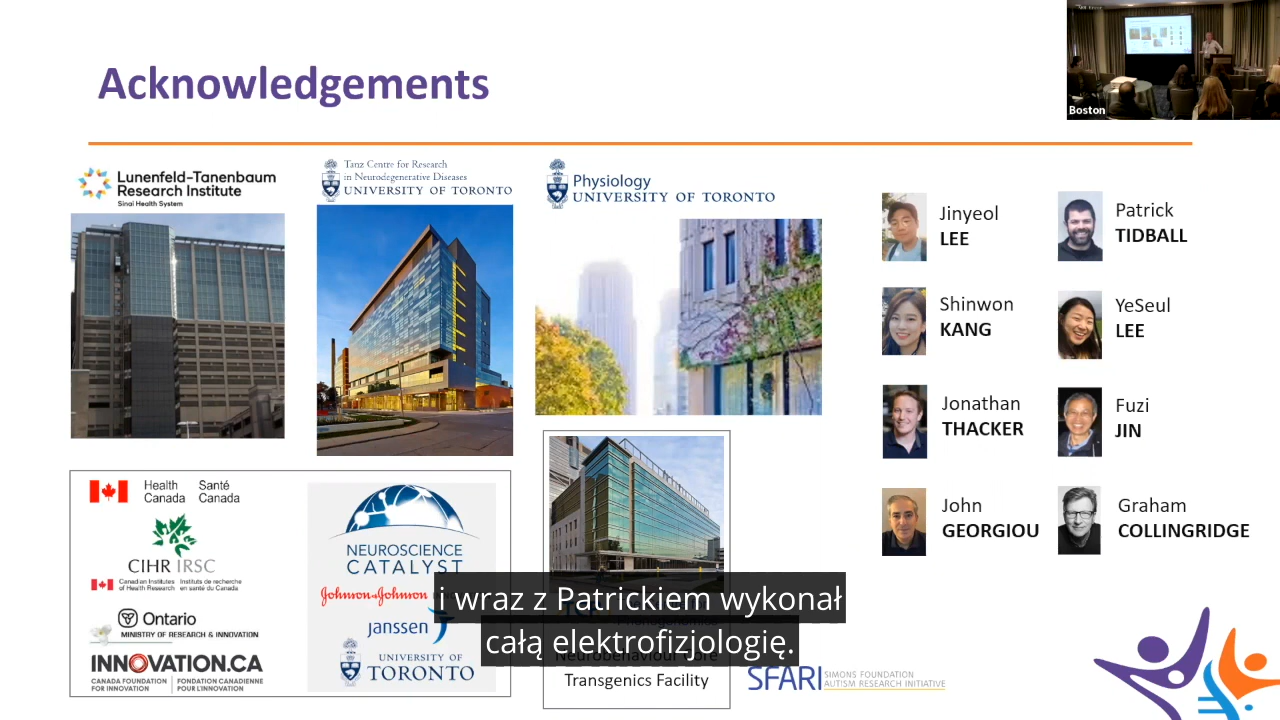 Acknowledgements
Boston
Lunenfeld-Tanenbaum
Research Institute
Sinai Health System
Tanz Centre for Research
in Neurodegenerative Diseases
UNIVERSITY OF TORONTO
Physiology
UNIVERSITY OF TORONTO
Jinyeol
LEE
Patrick
TIDBALL
Shinwon
KANG
YeSeul
LEE
Jonathan
THACKER
Fuzi
JIN
John
GEORGIOU
Graham
COLLINGRIDGE
Health Santé
Canada Canada
CIHR IRSC
Canadian Institutes Instituts de recherche
of Health Research en santé du Canada
Ontario
MINISTRY OF RESEARCH & INNOVATION
INNOVATION.CA
CANADA FOUNDATION FONDATION CANADIENNE
FOR INNOVATION POUR L'INNOVATION
NEUROSCIENCE
CATALYST
Johnson & Johnson
janssen
UNIVERSITY OF
TORONTO
i wraz z Patrickiem wykonał
całą elektrofizjologię.
Transgenics Facility
SFARI
SIMONS FOUNDATION
AUTISM RESEARCH INITIATIVE